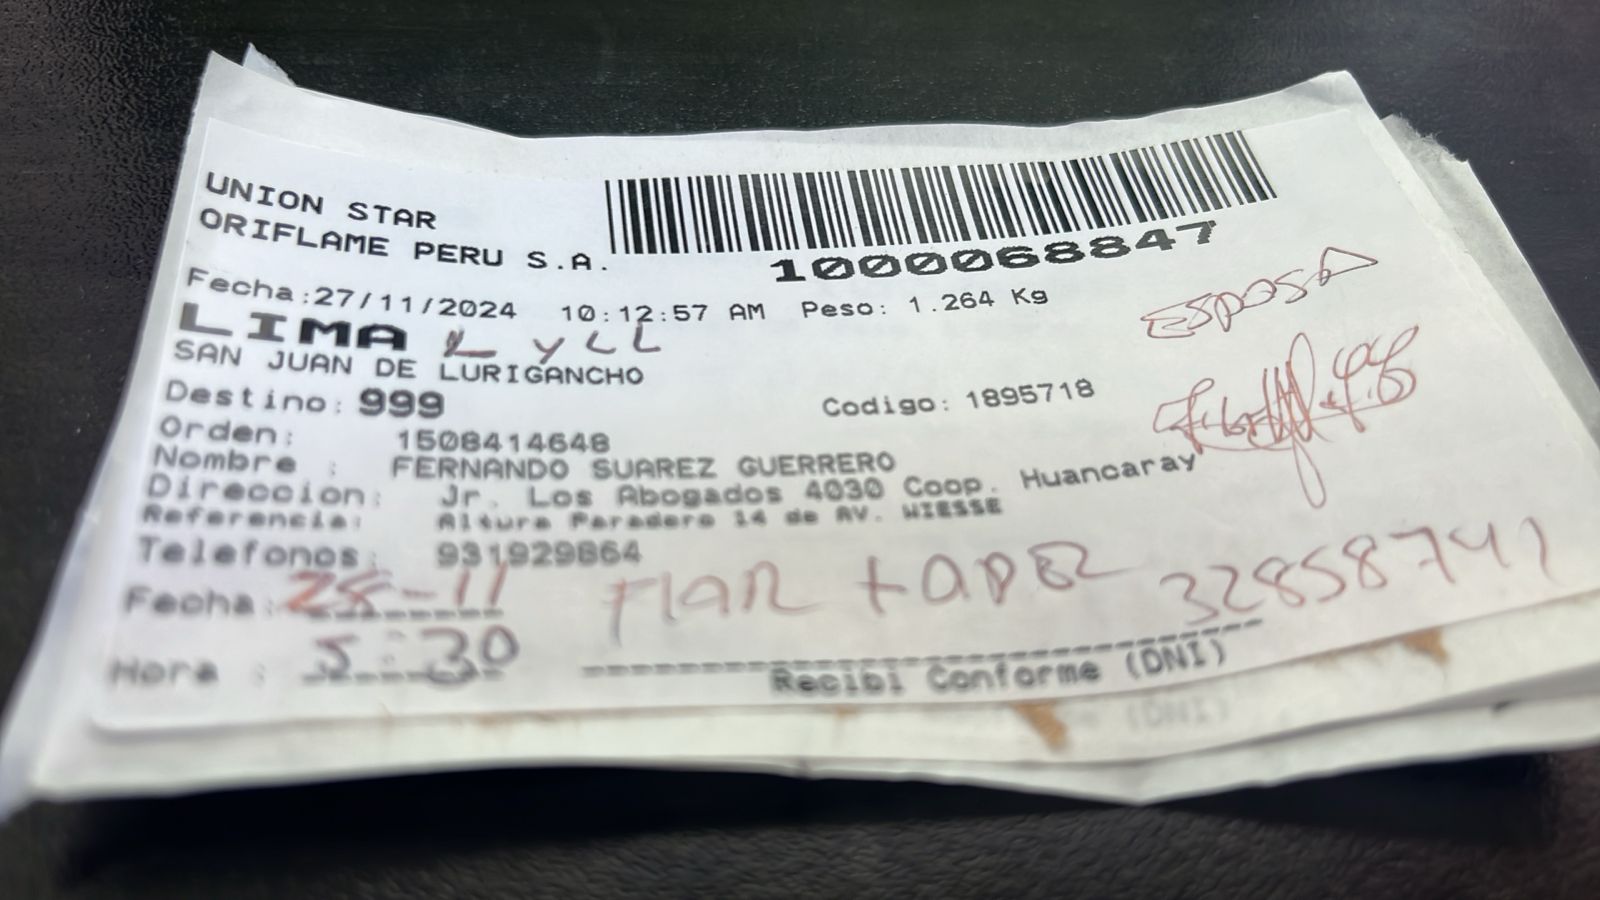 UNION STAR
ORIFLAME PERU S.A.
1000068847
Fecha:27/11/2024 10:12:57 AM Peso: 1.264 Kg
LIMA
ESPOSA
SAN JUAN DE LURIGANCHO
Destino: 999 Codigo: 1895718
Orden: 1508414648
Nombre : FERNANDO SUAREZ GUERRERO
Direccion: Jr. Los Abogados 4030 Coop. Huancaray
Referencia: Altura Paradero 14 de AV. WIESSE
Telefonos: 931929864
Fecha: 28-11
Hora : 5:30
Recibi Conforme (DNI)
(DNI)